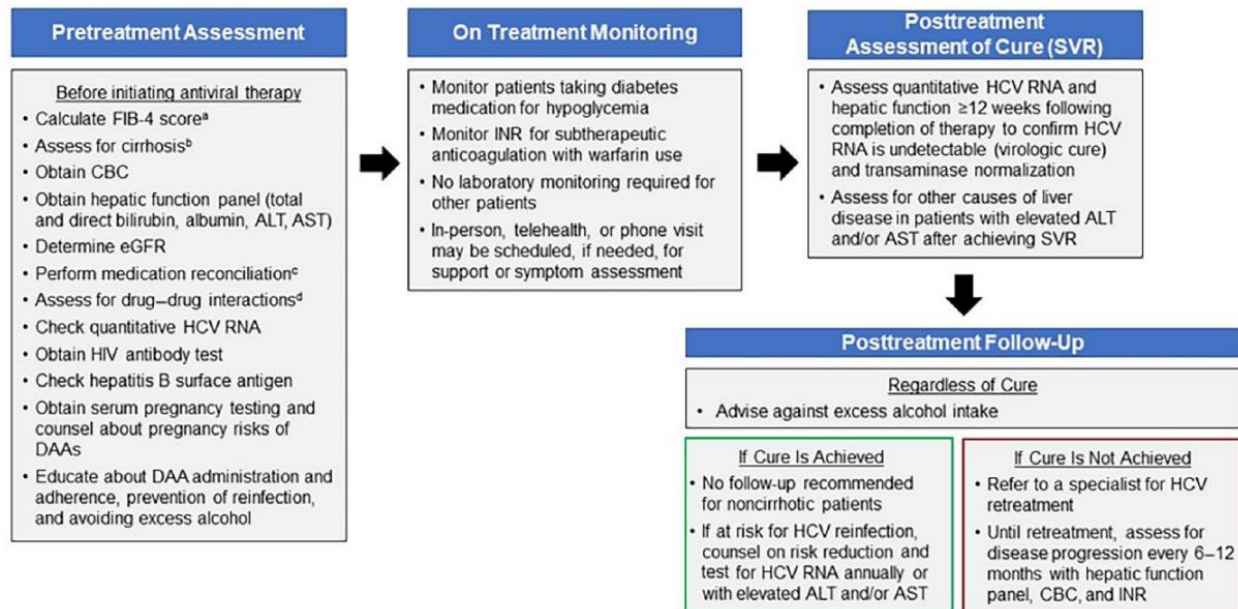 Pretreatment Assessment
Before initiating antiviral therapy
• Calculate FIB-4 scoreᵃ
• Assess for cirrhosisᵇ
• Obtain CBC
• Obtain hepatic function panel (total
and direct bilirubin, albumin, ALT, AST)
• Determine eGFR
• Perform medication reconciliationᶜ
• Assess for drug–drug interactionsᵈ
• Check quantitative HCV RNA
• Obtain HIV antibody test
• Check hepatitis B surface antigen
• Obtain serum pregnancy testing and
counsel about pregnancy risks of
DAAs
• Educate about DAA administration and
adherence, prevention of reinfection,
and avoiding excess alcohol
On Treatment Monitoring
• Monitor patients taking diabetes
medication for hypoglycemia
• Monitor INR for subtherapeutic
anticoagulation with warfarin use
• No laboratory monitoring required for
other patients
• In-person, telehealth, or phone visit
may be scheduled, if needed, for
support or symptom assessment
Posttreatment
Assessment of Cure (SVR)
• Assess quantitative HCV RNA and
hepatic function ≥12 weeks following
completion of therapy to confirm HCV
RNA is undetectable (virologic cure)
and transaminase normalization
• Assess for other causes of liver
disease in patients with elevated ALT
and/or AST after achieving SVR
Posttreatment Follow-Up
Regardless of Cure
• Advise against excess alcohol intake
If Cure Is Achieved
• No follow-up recommended
for noncirrhotic patients
• If at risk for HCV reinfection,
counsel on risk reduction and
test for HCV RNA annually or
with elevated ALT and/or AST
If Cure Is Not Achieved
• Refer to a specialist for HCV
retreatment
• Until retreatment, assess for
disease progression every 6–12
months with hepatic function
panel, CBC, and INR